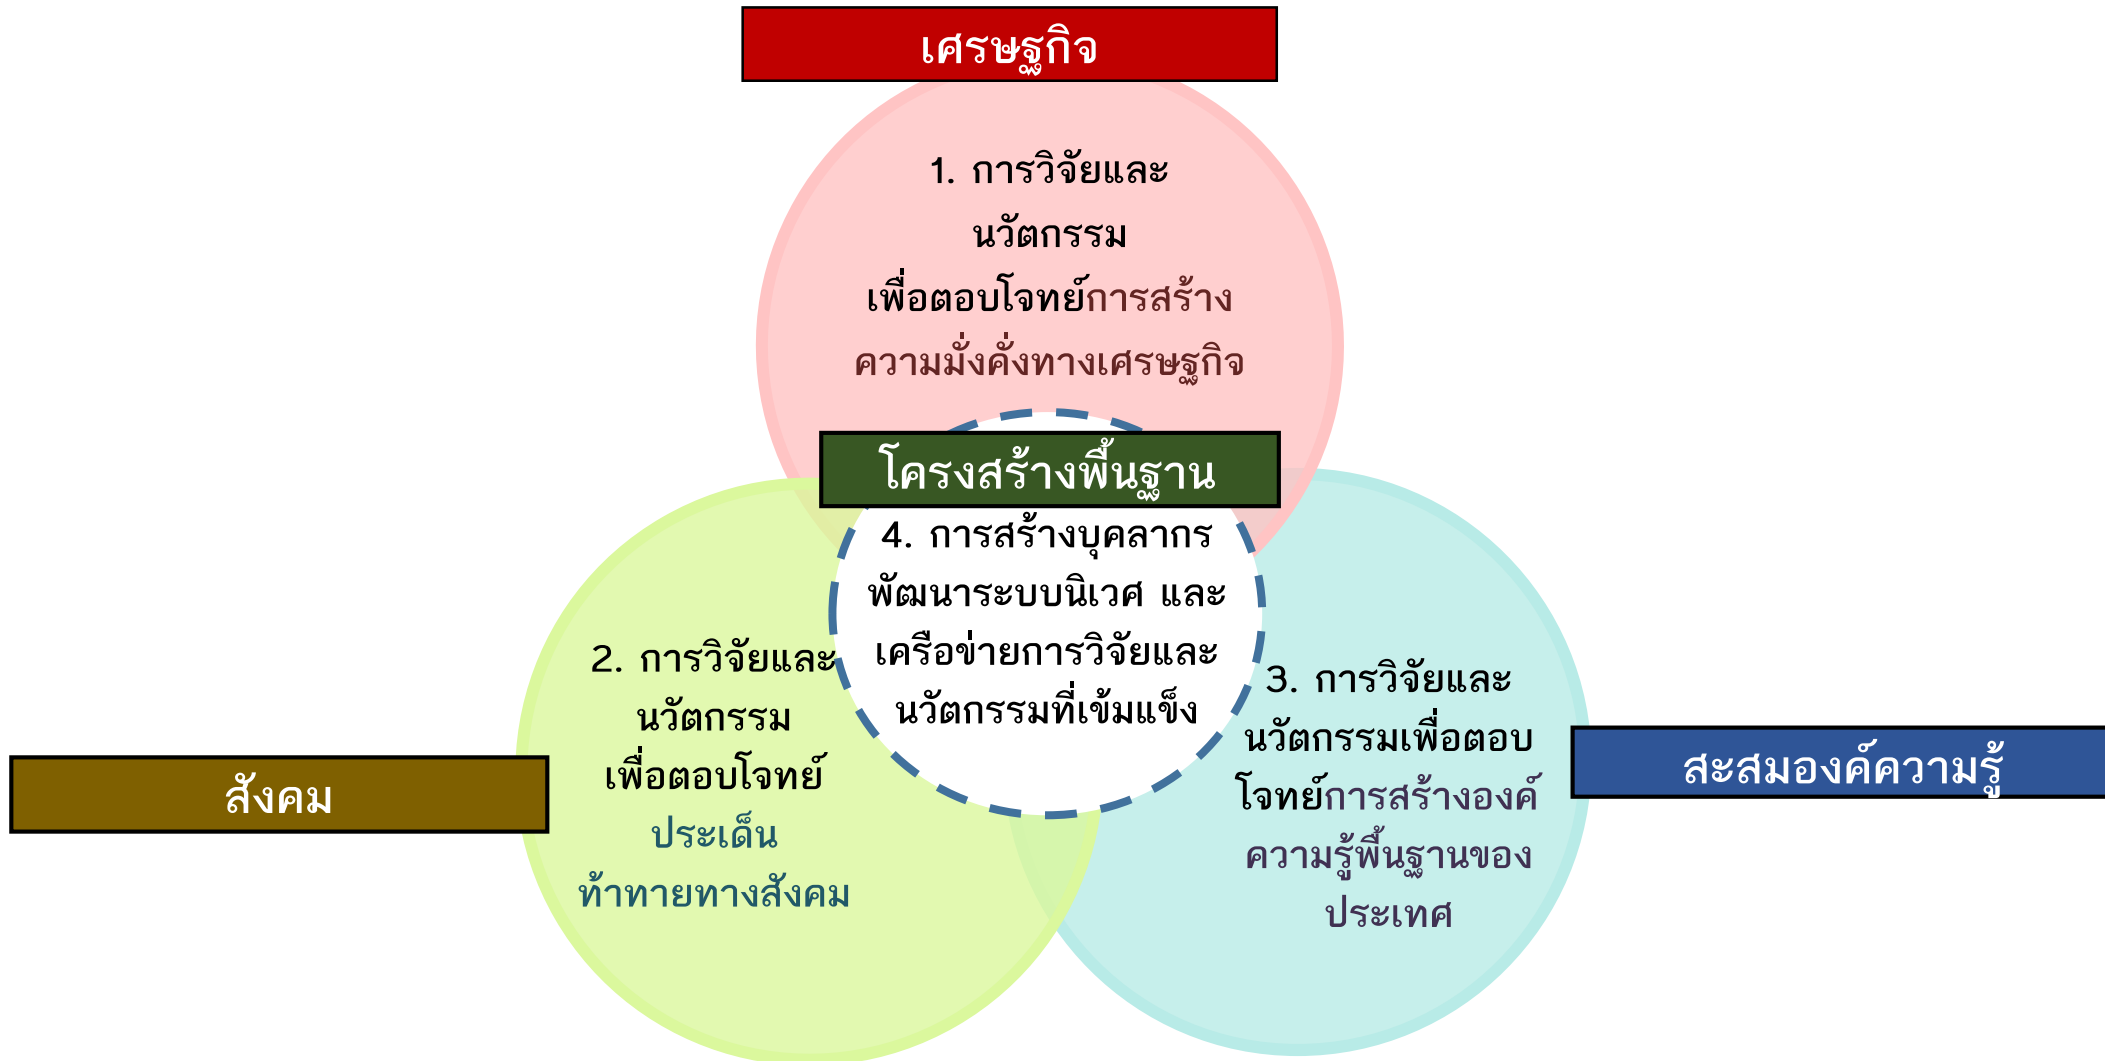 เศรษฐกิจ
1. การวิจัยและ
นวัตกรรม
เพื่อตอบโจทย์การสร้าง
ความมั่งคั่งทางเศรษฐกิจ
โครงสร้างพื้นฐาน
4. การสร้างบุคลากร
พัฒนาระบบนิเวศ และ
เครือข่ายการวิจัยและ
นวัตกรรมที่เข้มแข็ง
สังคม
2. การวิจัยและ
นวัตกรรม
เพื่อตอบโจทย์
ประเด็น
ท้าทายทางสังคม
3. การวิจัยและ
นวัตกรรมเพื่อตอบ
โจทย์การสร้างองค์
ความรู้พื้นฐานของ
ประเทศ
สะสมองค์ความรู้